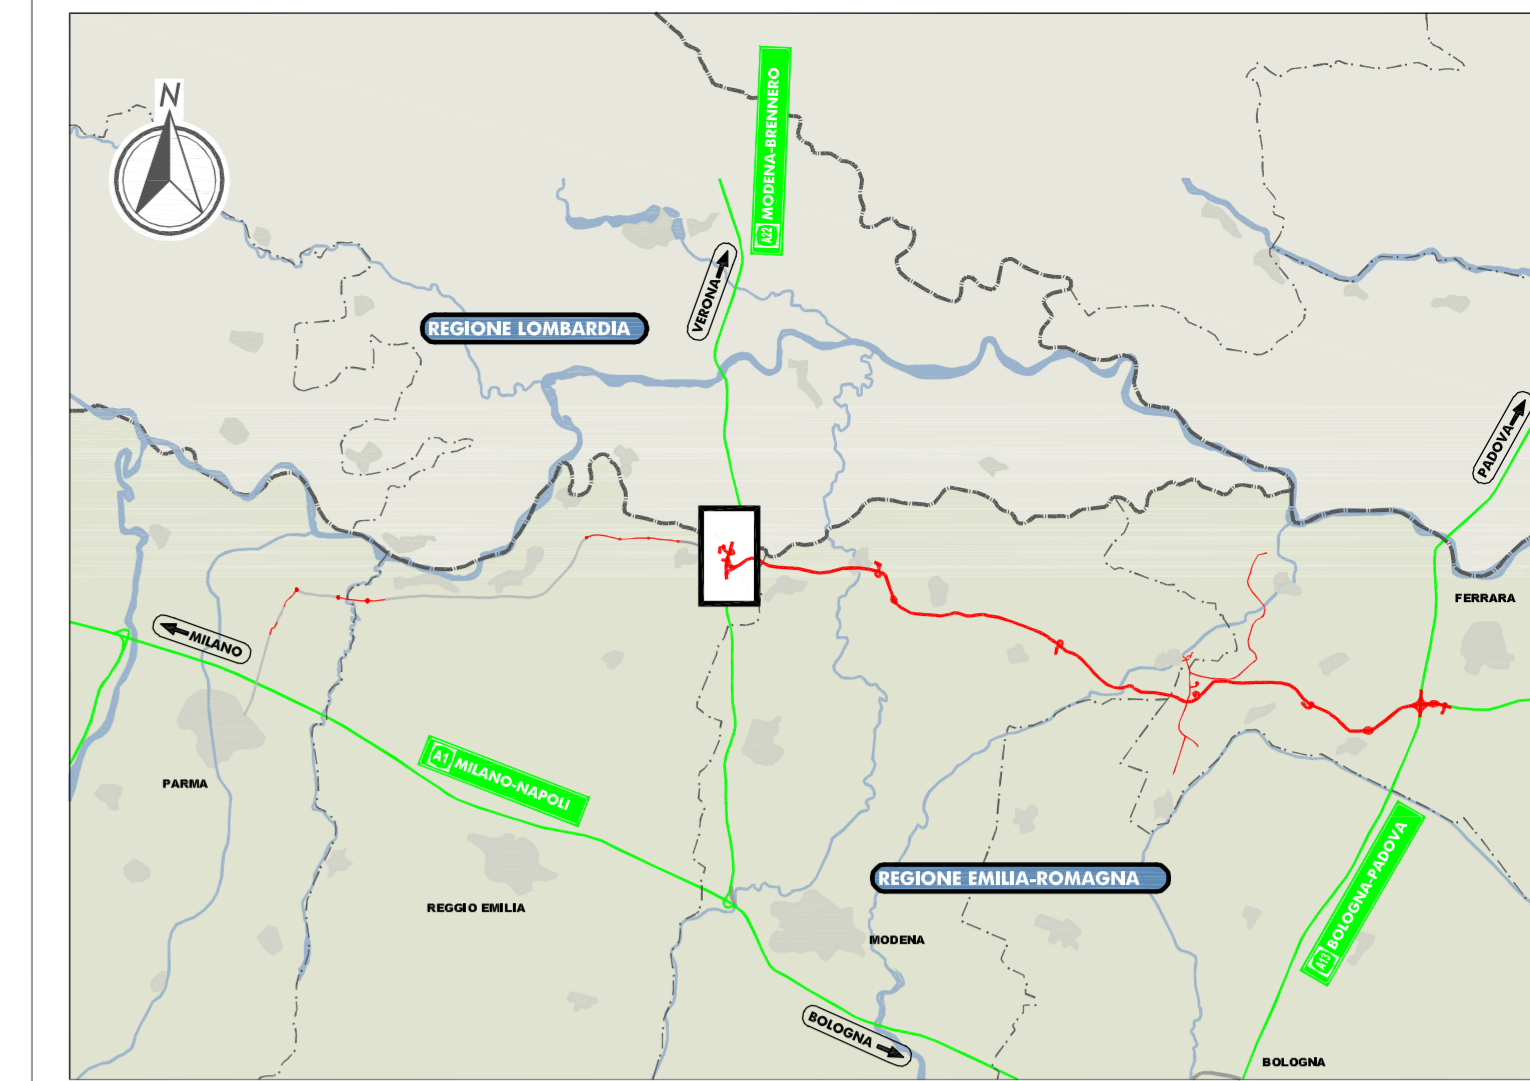 N
A22 MODENA-BRENNERO
VERONA
REGIONE LOMBARDIA
PADOVA
FERRARA
MILANO
PARMA
A1 MILANO-NAPOLI
REGGIO EMILIA
REGIONE EMILIA-ROMAGNA
MODENA
A13 BOLOGNA-PADOVA
BOLOGNA
BOLOGNA